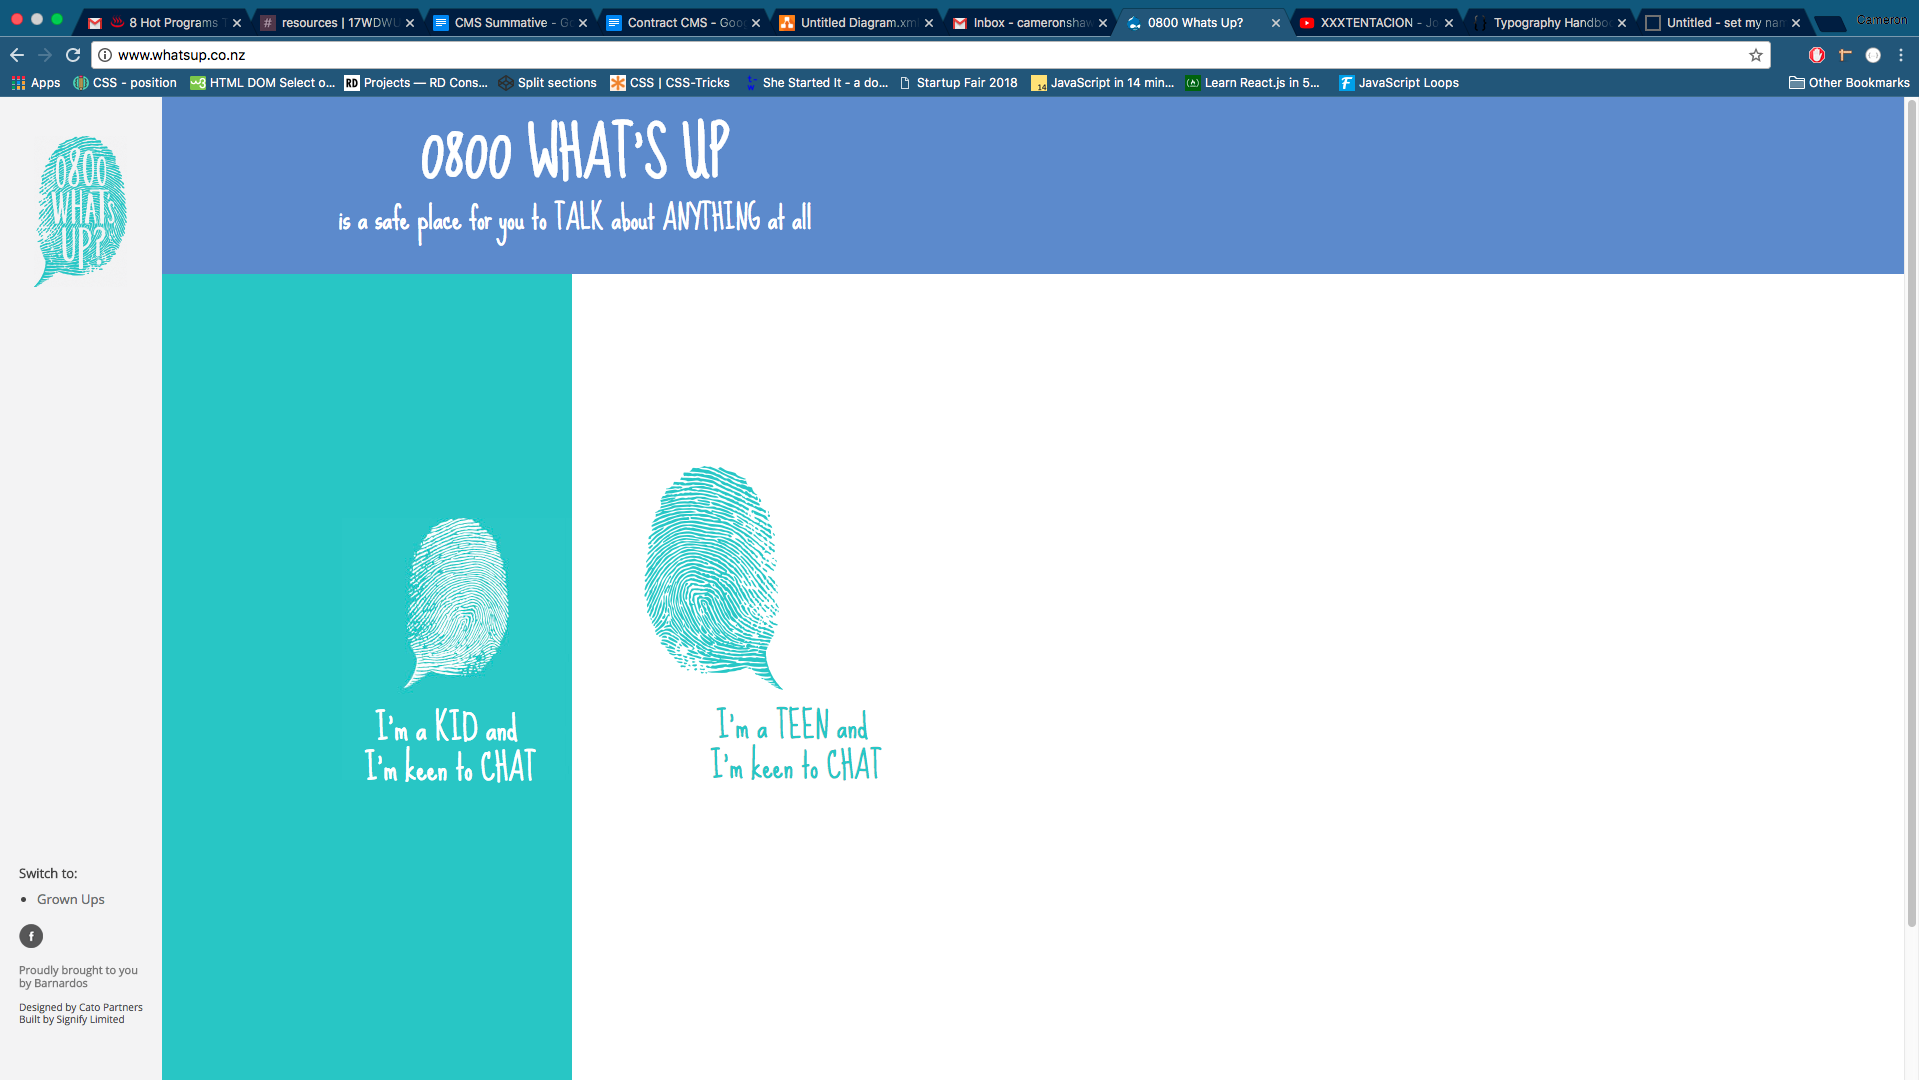 8 Hot Programs T
resources | 17WDWU
CMS Summative - Go
Contract CMS - Goo
Untitled Diagram.xml
Inbox - cameronshaw
0800 Whats Up?
XXXTENTACION - Jo
Typography Handbo
Untitled - set my nam
Cameron
www.whatsup.co.nz
Apps
CSS - position
HTML DOM Select o...
RD Projects — RD Cons...
Split sections
CSS | CSS-Tricks
She Started It - a do...
Startup Fair 2018
14 JavaScript in 14 min...
Learn React.js in 5...
JavaScript Loops
Other Bookmarks
0800
WHATS
UP?
0800 WHAT'S UP
is a safe place for you to TALK about ANYTHING at all
I'm a KID and
I'm keen to CHAT
I'm a TEEN and
I'm keen to CHAT
Switch to:
• Grown Ups
f
Proudly brought to you
by Barnardos
Designed by Cato Partners
Built by Signify Limited